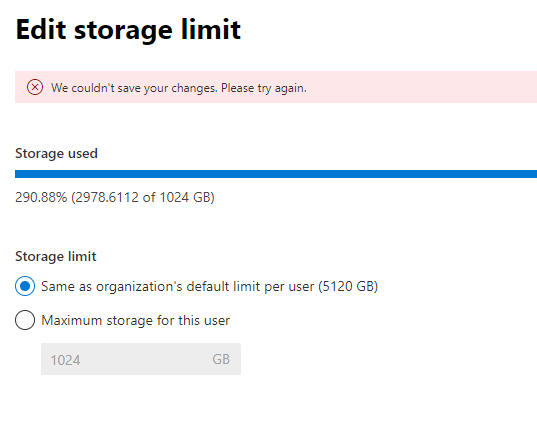 Edit storage limit
We couldn't save your changes. Please try again.
Storage used
290.88% (2978.6112 of 1024 GB)
Storage limit
Same as organization's default limit per user (5120 GB)
Maximum storage for this user
1024 GB